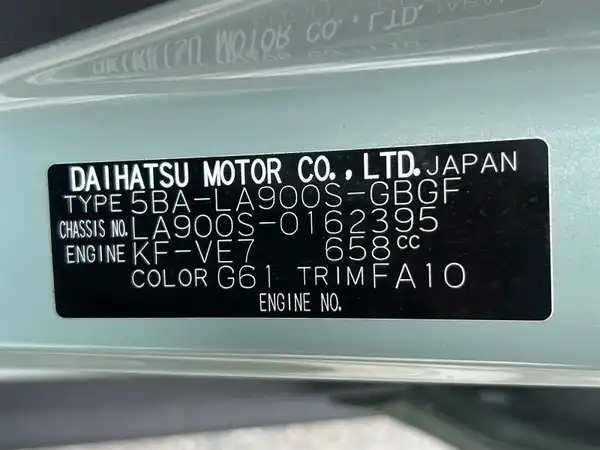 DAIHATSU MOTOR CO.,LTD. JAPAN
TYPE 5BA-LA900S-GBGF
CHASSIS NO. LA900S-0162395
ENGINE KF-VE7 658cc
COLOR G61 TRIM FA10
ENGINE NO.